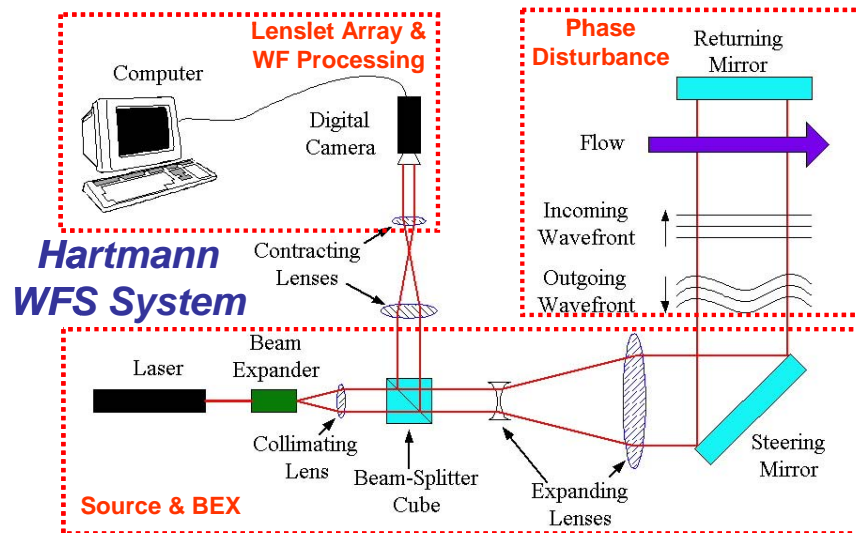 Lenslet Array &
WF Processing
Computer
Digital
Camera
Contracting
Lenses
Hartmann
WFS System
Phase
Disturbance
Returning
Mirror
Flow
Incoming
Wavefront
Outgoing
Wavefront
Laser
Beam
Expander
Collimating
Lens
Beam-Splitter
Cube
Expanding
Lenses
Steering
Mirror
Source & BEX